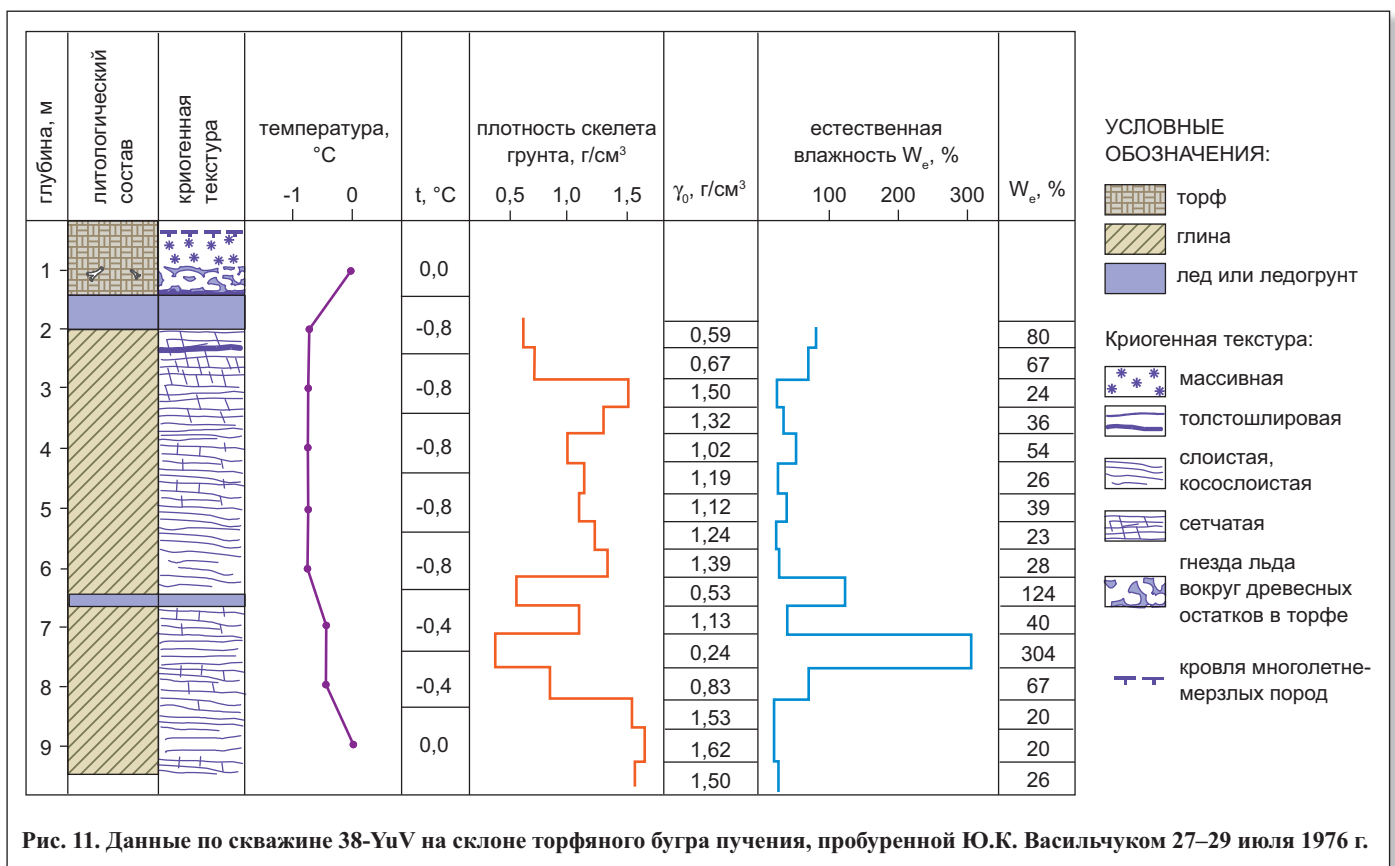 глубина, м
литологический
состав
криогенная
текстура
температура,
°C
-1 0
t, °C
плотность скелета
грунта, г/см³
0,5 1,0 1,5
γ₀, г/см³
естественная
влажность Wₑ, %
100 200 300
Wₑ, %
1
2
3
4
5
6
7
8
9
0,0
-0,8
-0,8
-0,8
-0,8
-0,8
-0,4
-0,4
0,0
0,59
0,67
1,50
1,32
1,02
1,19
1,12
1,24
1,39
0,53
1,13
0,24
0,83
1,53
1,62
1,50
80
67
24
36
54
26
39
23
28
124
40
304
67
20
20
26
УСЛОВНЫЕ
ОБОЗНАЧЕНИЯ:
торф
глина
лед или ледогрунт
Криогенная текстура:
массивная
толстошлировая
слоистая,
косослоистая
сетчатая
гнезда льда
вокруг древесных
остатков в торфе
кровля многолетне-
мерзлых пород
Рис. 11. Данные по скважине 38-YuV на склоне торфяного бугра пучения, пробуренной Ю.К. Васильчуком 27–29 июля 1976 г.